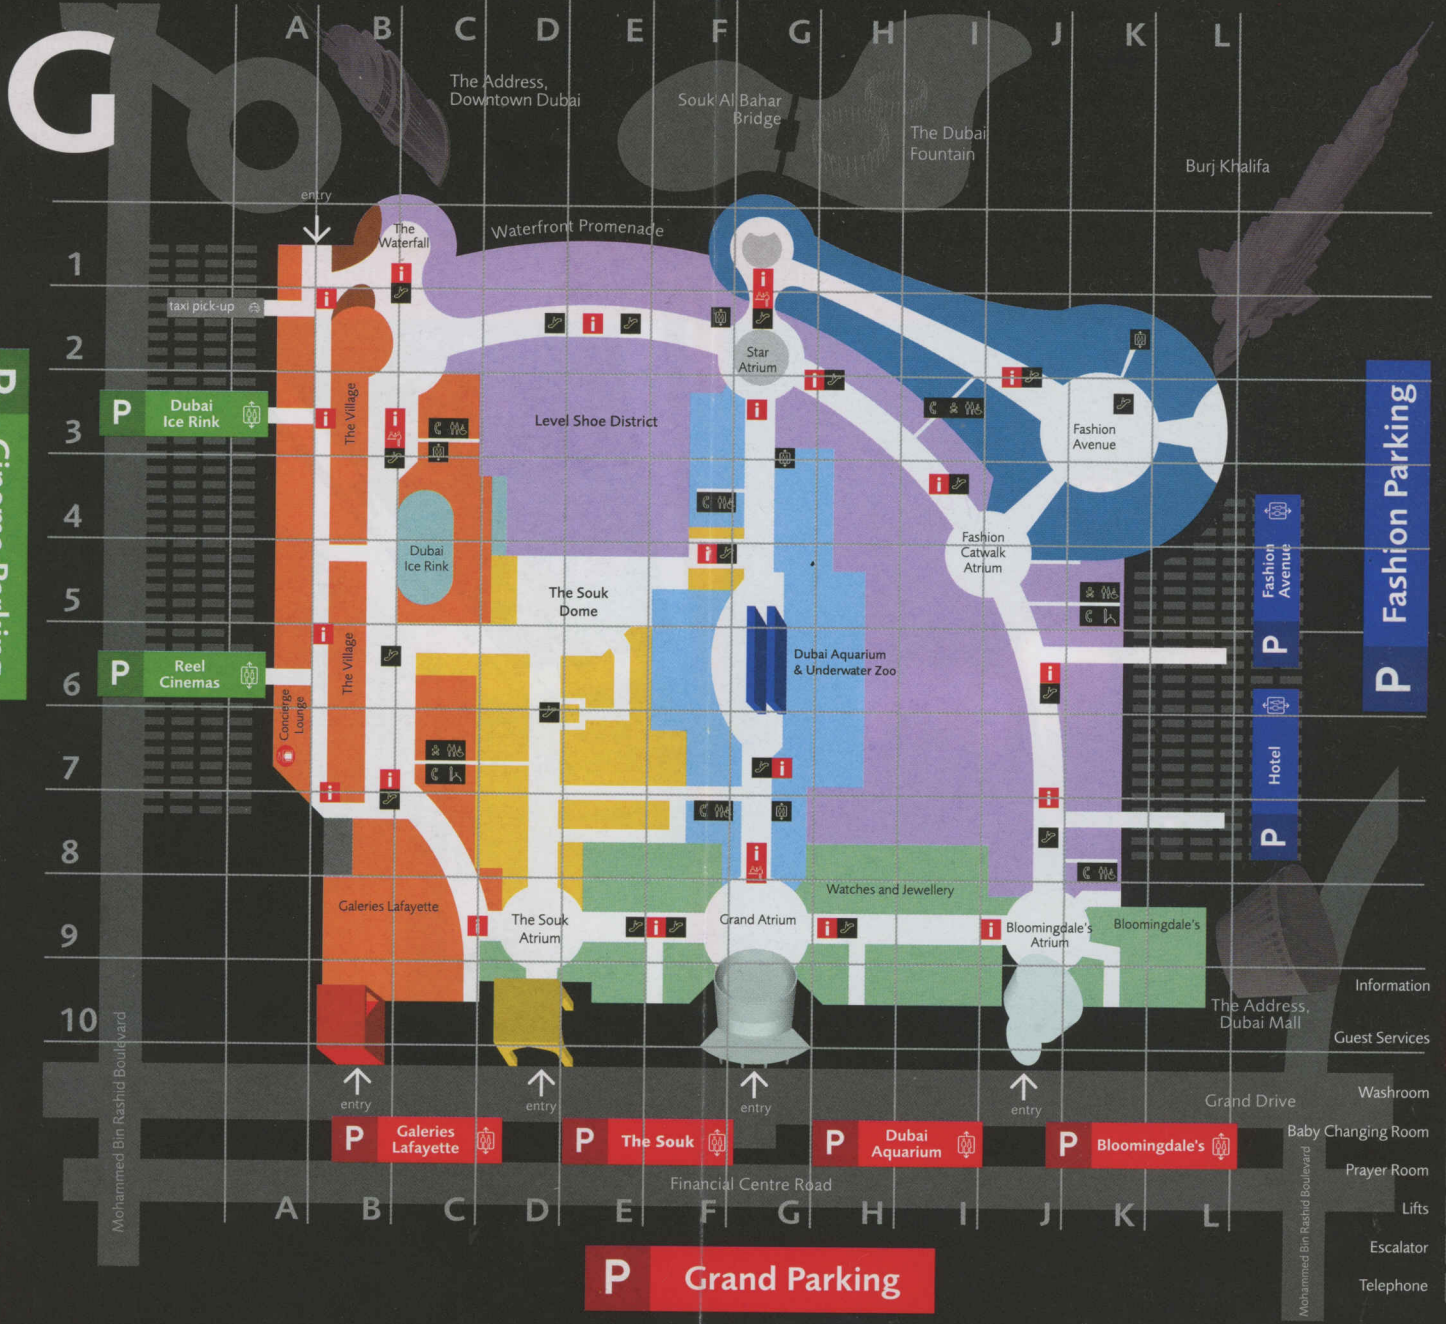 G
A B C D E F G H I J K L
The Address,
Downtown Dubai
Souk Al Bahar
Bridge
The Dubai
Fountain
Burj Khalifa
entry
Waterfront Promenade
The
Waterfall
1
taxi pick-up
2
Star
Atrium
P
Dubai
Ice Rink
The Village
3
Level Shoe District
Fashion
Avenue
Fashion Parking
P
4
Dubai
Ice Rink
Fashion
Catwalk
Atrium
Fashion
Avenue
P
5
The Souk
Dome
P
Reel
Cinemas
The Village
6
Dubai Aquarium
& Underwater Zoo
Concierge
Lounge
7
Hotel
P
8
Galeries Lafayette
Watches and Jewellery
9
The Souk
Atrium
Grand Atrium
Bloomingdale's
Atrium
Bloomingdale's
10
The Address,
Dubai Mall
Information
Guest Services
Washroom
Baby Changing Room
Prayer Room
Lifts
Escalator
Telephone
Mohammed Bin Rashid Boulevard
entry
entry
entry
entry
Grand Drive
P
Galeries
Lafayette
P
The Souk
P
Dubai
Aquarium
P
Bloomingdale's
Financial Centre Road
Mohammed Bin Rashid Boulevard
A B C D E F G H I J K L
P
Grand Parking